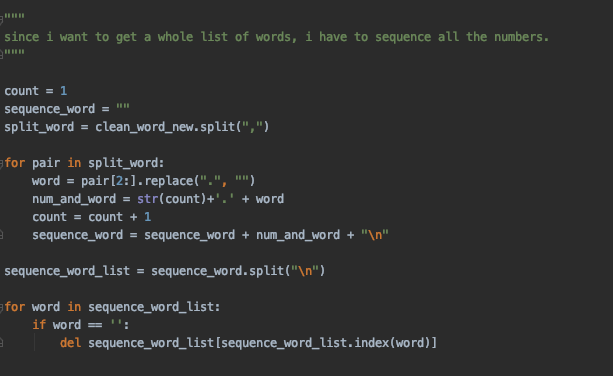 """
since i want to get a whole list of words, i have to sequence all the numbers.
"""
count = 1
sequence_word = ""
split_word = clean_word_new.split(",")
for pair in split_word:
    word = pair[2:].replace(".", "")
    num_and_word = str(count)+'.' + word
    count = count + 1
    sequence_word = sequence_word + num_and_word + "\n"
sequence_word_list = sequence_word.split("\n")
for word in sequence_word_list:
    if word == '':
        del sequence_word_list[sequence_word_list.index(word)]